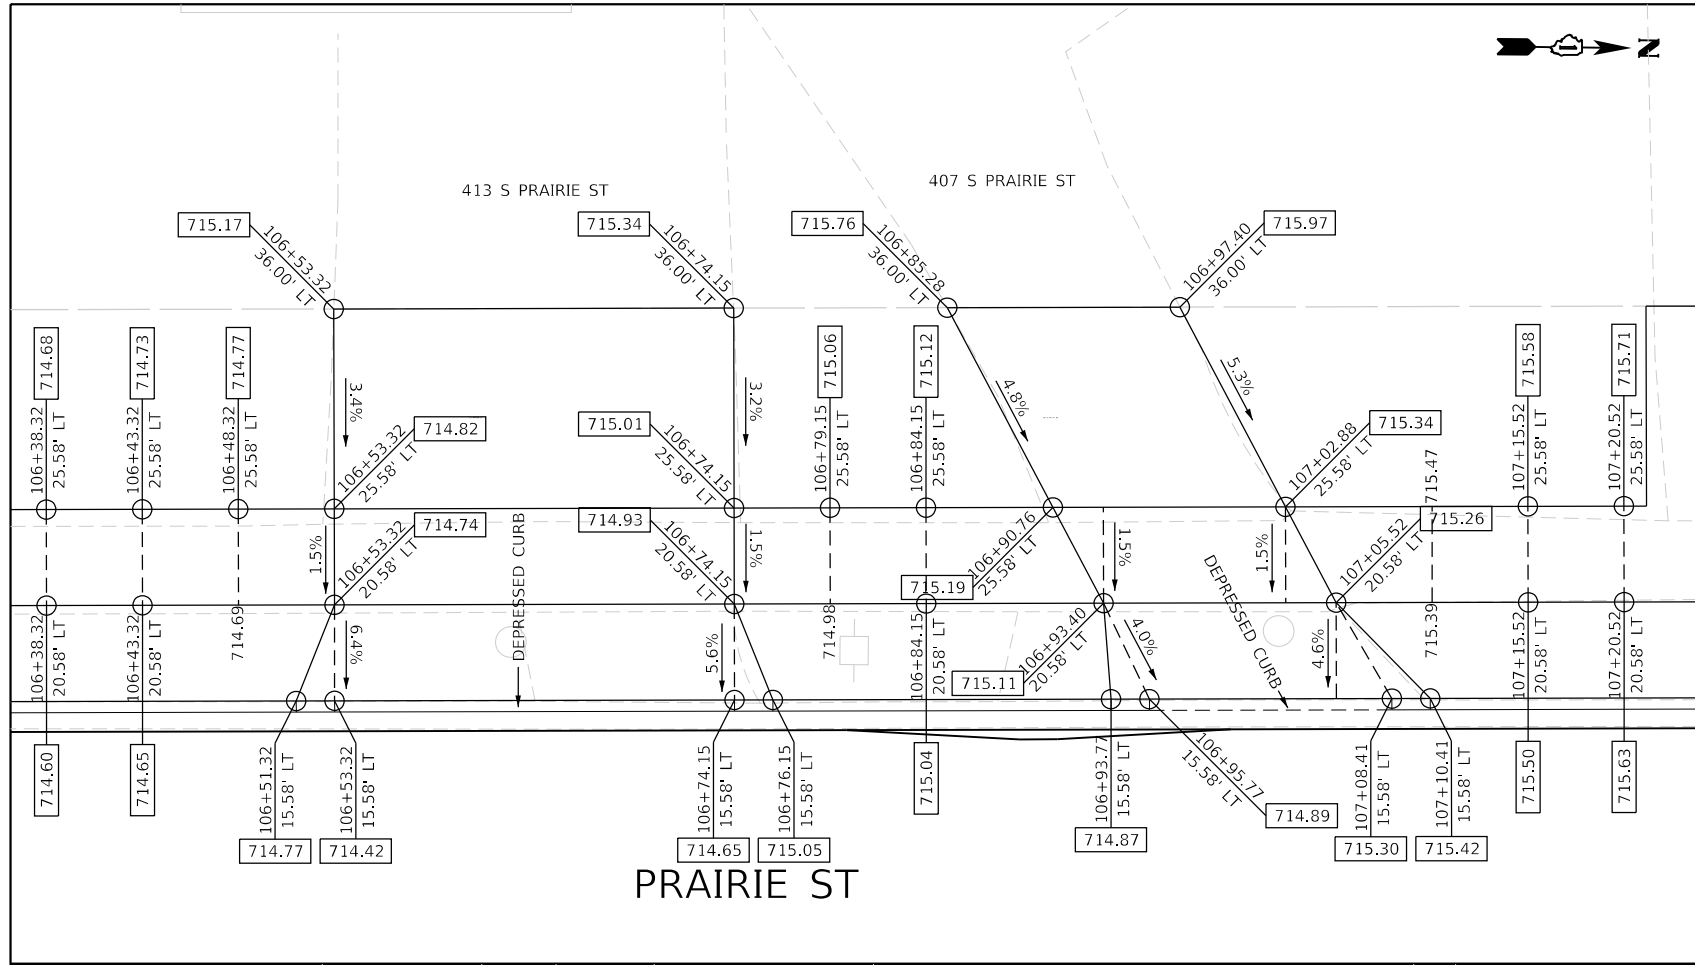 N
413 S PRAIRIE ST
407 S PRAIRIE ST
715.17
106+53.32
36.00' LT
715.34
106+74.15
36.00' LT
715.76
106+85.28
36.00' LT
715.97
106+97.40
36.00' LT
714.68
106+38.32
25.58' LT
714.73
106+43.32
25.58' LT
714.77
106+48.32
25.58' LT
3.4%
714.82
106+53.32
25.58' LT
715.01
106+74.15
25.58' LT
3.2%
715.06
106+79.15
25.58' LT
715.12
106+84.15
25.58' LT
4.8%
5.3%
715.34
107+02.88
25.58' LT
715.47
715.58
107+15.52
25.58' LT
715.71
107+20.52
25.58' LT
1.5%
714.74
106+53.32
20.58' LT
DEPRESSED CURB
714.93
106+74.15
20.58' LT
1.5%
715.19
106+90.76
25.58' LT
1.5%
1.5%
715.26
107+05.52
20.58' LT
106+38.32
20.58' LT
714.60
106+43.32
20.58' LT
714.65
714.69
6.4%
5.6%
714.98
106+84.15
20.58' LT
715.04
715.11
106+93.40
20.58' LT
4.0%
DEPRESSED CURB
4.6%
715.39
107+15.52
20.58' LT
715.50
107+20.52
20.58' LT
715.63
106+51.32
15.58' LT
714.77
106+53.32
15.58' LT
714.42
106+74.15
15.58' LT
714.65
106+76.15
15.58' LT
715.05
106+93.77
15.58' LT
714.87
106+95.77
15.58' LT
714.89
107+08.41
15.58' LT
715.30
107+10.41
15.58' LT
715.42
PRAIRIE ST